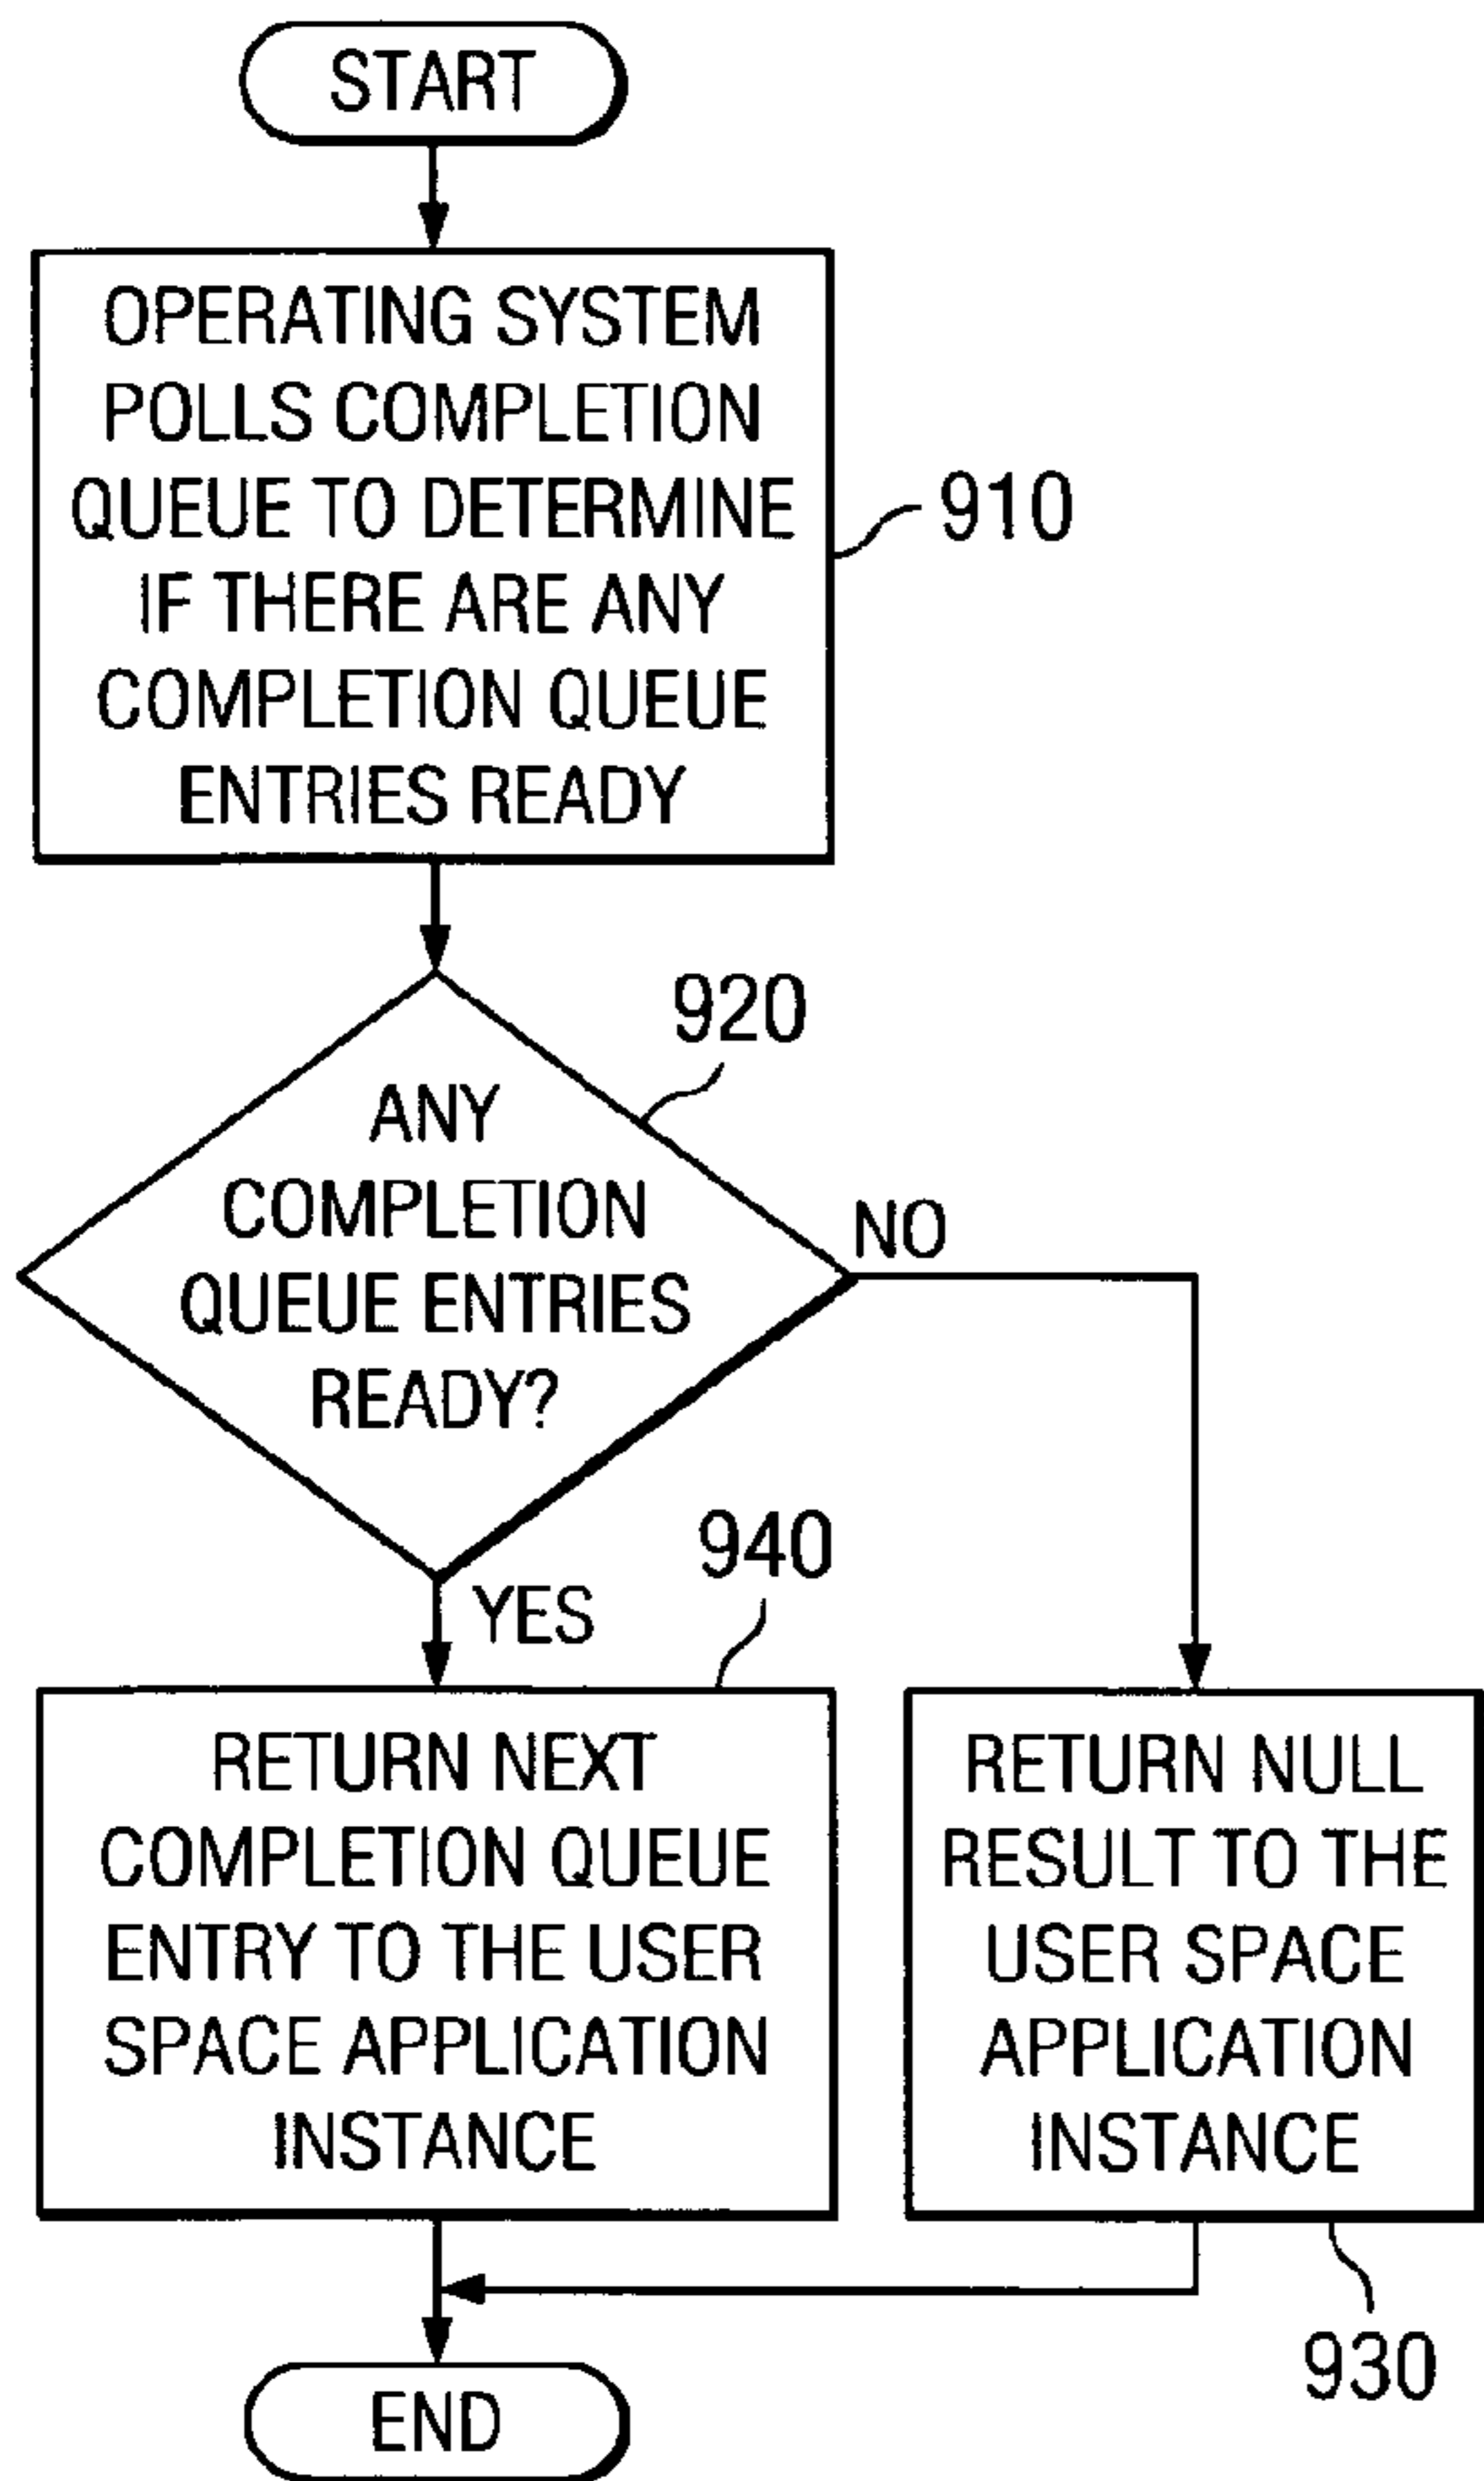 START
OPERATING SYSTEM
POLLS COMPLETION
QUEUE TO DETERMINE
IF THERE ARE ANY
COMPLETION QUEUE
ENTRIES READY
910
920
ANY
COMPLETION
QUEUE ENTRIES
READY?
NO
YES
940
RETURN NEXT
COMPLETION QUEUE
ENTRY TO THE USER
SPACE APPLICATION
INSTANCE
RETURN NULL
RESULT TO THE
USER SPACE
APPLICATION
INSTANCE
930
END